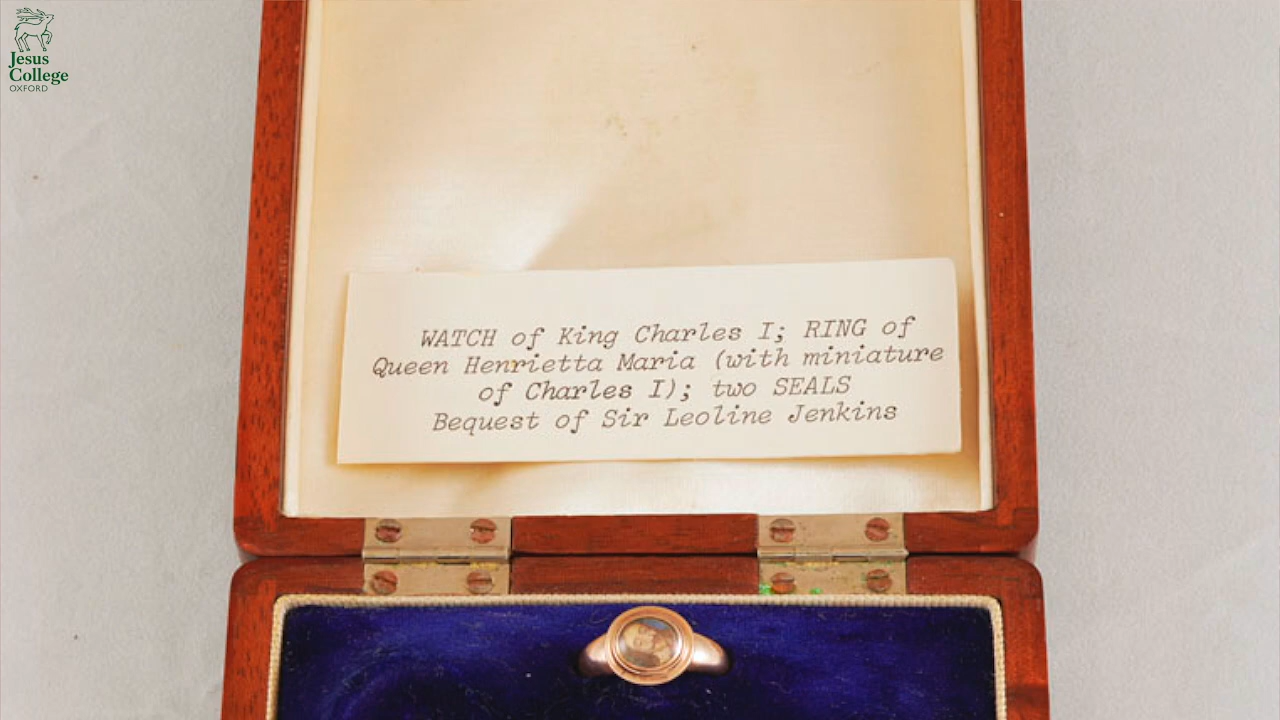 Jesus
College
OXFORD
WATCH of King Charles I; RING of
Queen Henrietta Maria (with miniature
of Charles I); two SEALS
Bequest of Sir Leoline Jenkins